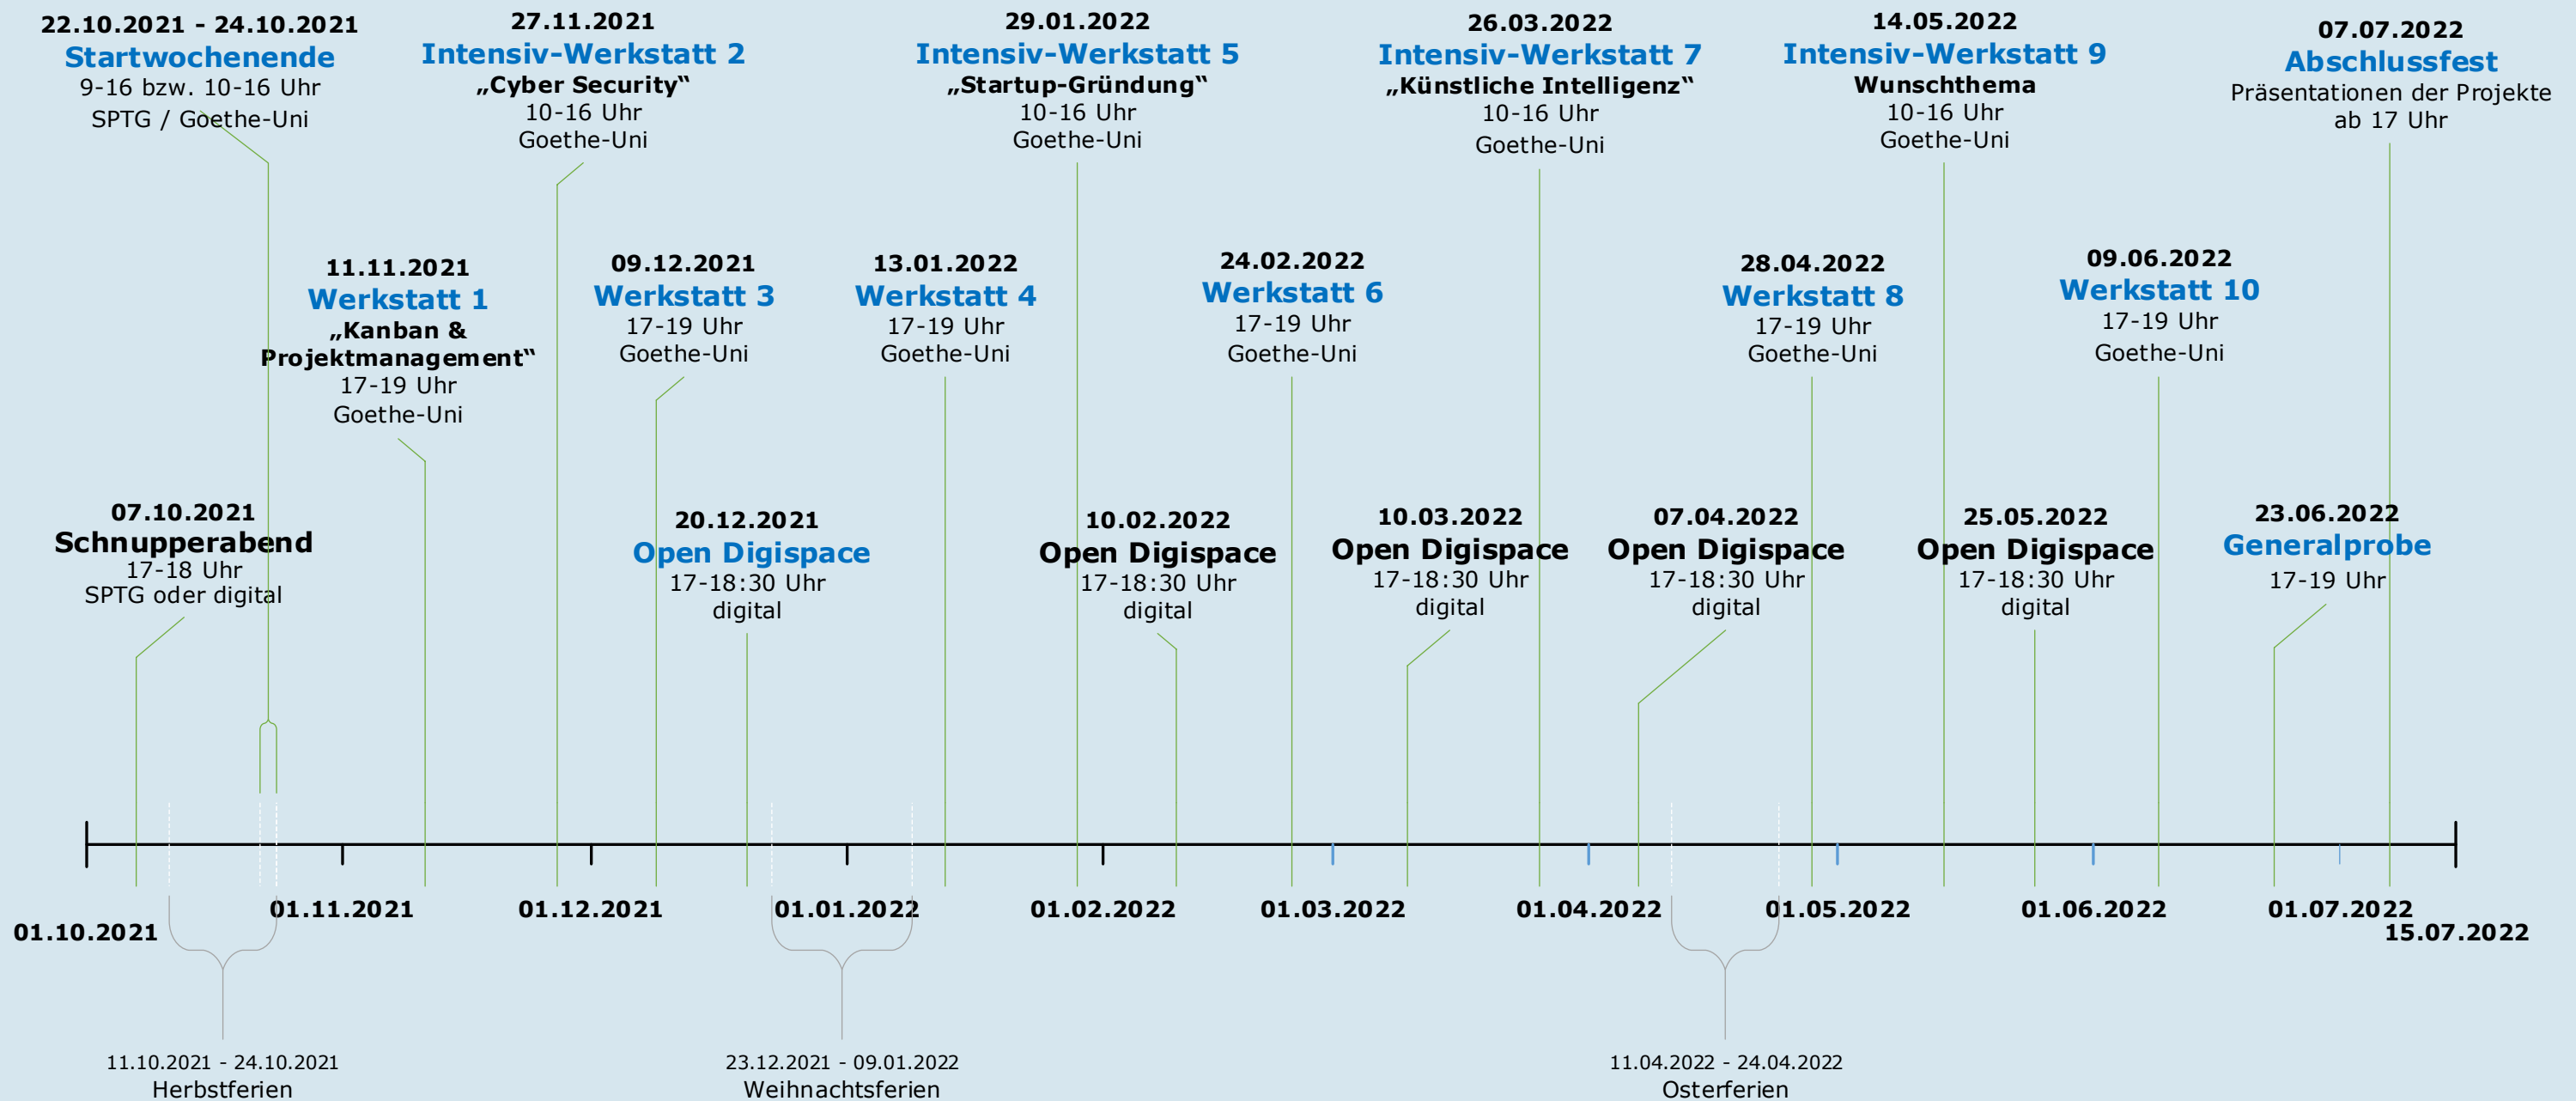 22.10.2021 - 24.10.2021
Startwochenende
9-16 bzw. 10-16 Uhr
SPTG / Goethe-Uni
27.11.2021
Intensiv-Werkstatt 2
„Cyber Security“
10-16 Uhr
Goethe-Uni
29.01.2022
Intensiv-Werkstatt 5
„Startup-Gründung“
10-16 Uhr
Goethe-Uni
26.03.2022
Intensiv-Werkstatt 7
„Künstliche Intelligenz“
10-16 Uhr
Goethe-Uni
14.05.2022
Intensiv-Werkstatt 9
Wunschthema
10-16 Uhr
Goethe-Uni
07.07.2022
Abschlussfest
Präsentationen der Projekte
ab 17 Uhr
11.11.2021
Werkstatt 1
„Kanban &
Projektmanagement“
17-19 Uhr
Goethe-Uni
09.12.2021
Werkstatt 3
17-19 Uhr
Goethe-Uni
13.01.2022
Werkstatt 4
17-19 Uhr
Goethe-Uni
24.02.2022
Werkstatt 6
17-19 Uhr
Goethe-Uni
28.04.2022
Werkstatt 8
17-19 Uhr
Goethe-Uni
09.06.2022
Werkstatt 10
17-19 Uhr
Goethe-Uni
07.10.2021
Schnupperabend
17-18 Uhr
SPTG oder digital
20.12.2021
Open Digispace
17-18:30 Uhr
digital
10.02.2022
Open Digispace
17-18:30 Uhr
digital
10.03.2022
Open Digispace
17-18:30 Uhr
digital
07.04.2022
Open Digispace
17-18:30 Uhr
digital
25.05.2022
Open Digispace
17-18:30 Uhr
digital
23.06.2022
Generalprobe
17-19 Uhr
01.10.2021
01.11.2021
01.12.2021
01.01.2022
01.02.2022
01.03.2022
01.04.2022
01.05.2022
01.06.2022
01.07.2022
15.07.2022
11.10.2021 - 24.10.2021
Herbstferien
23.12.2021 - 09.01.2022
Weihnachtsferien
11.04.2022 - 24.04.2022
Osterferien